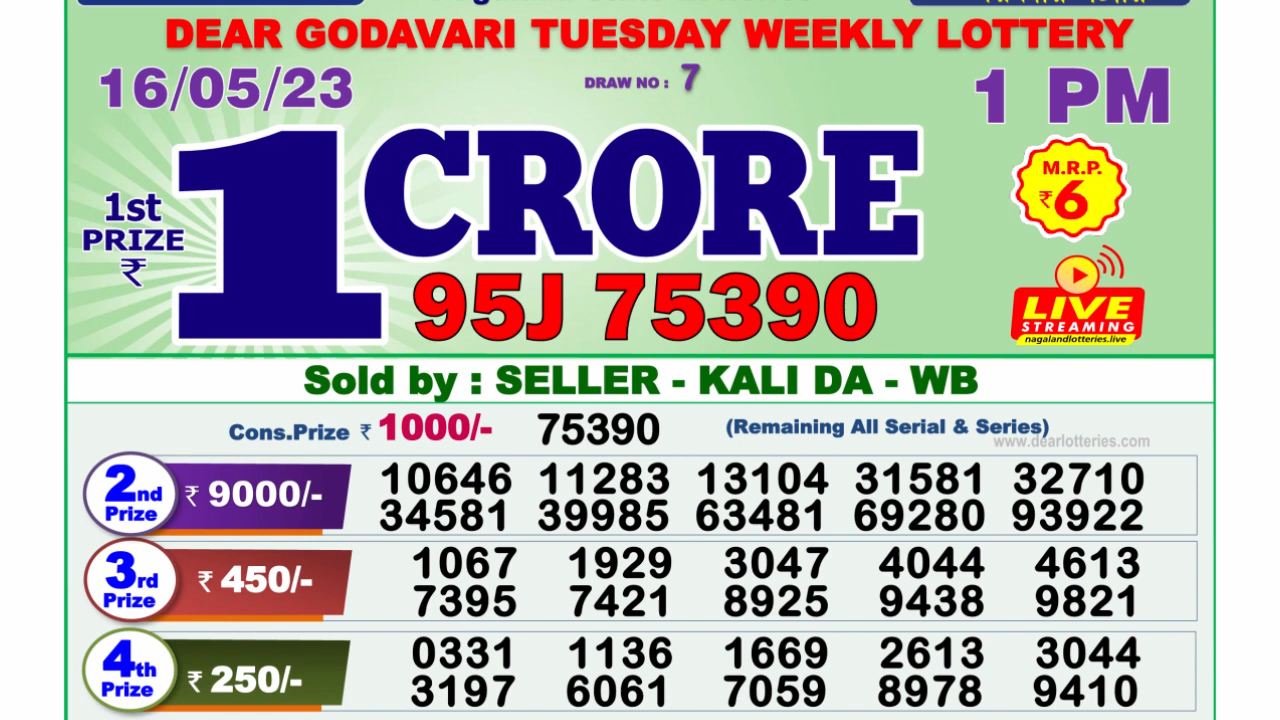 DEAR GODAVARI TUESDAY WEEKLY LOTTERY
16/05/23
DRAW NO : 7
1 PM
1st
PRIZE
₹
1 CRORE
95J 75390
M.R.P.
₹6
LIVE
STREAMING
nagalandlotteries.live
Sold by : SELLER - KALI DA - WB
Cons.Prize ₹ 1000/- 75390 (Remaining All Serial & Series)
www.dearlotteries.com
2nd Prize ₹ 9000/-
10646 11283 13104 31581 32710
34581 39985 63481 69280 93922
3rd Prize ₹ 450/-
1067 1929 3047 4044 4613
7395 7421 8925 9438 9821
4th Prize ₹ 250/-
0331 1136 1669 2613 3044
3197 6061 7059 8978 9410